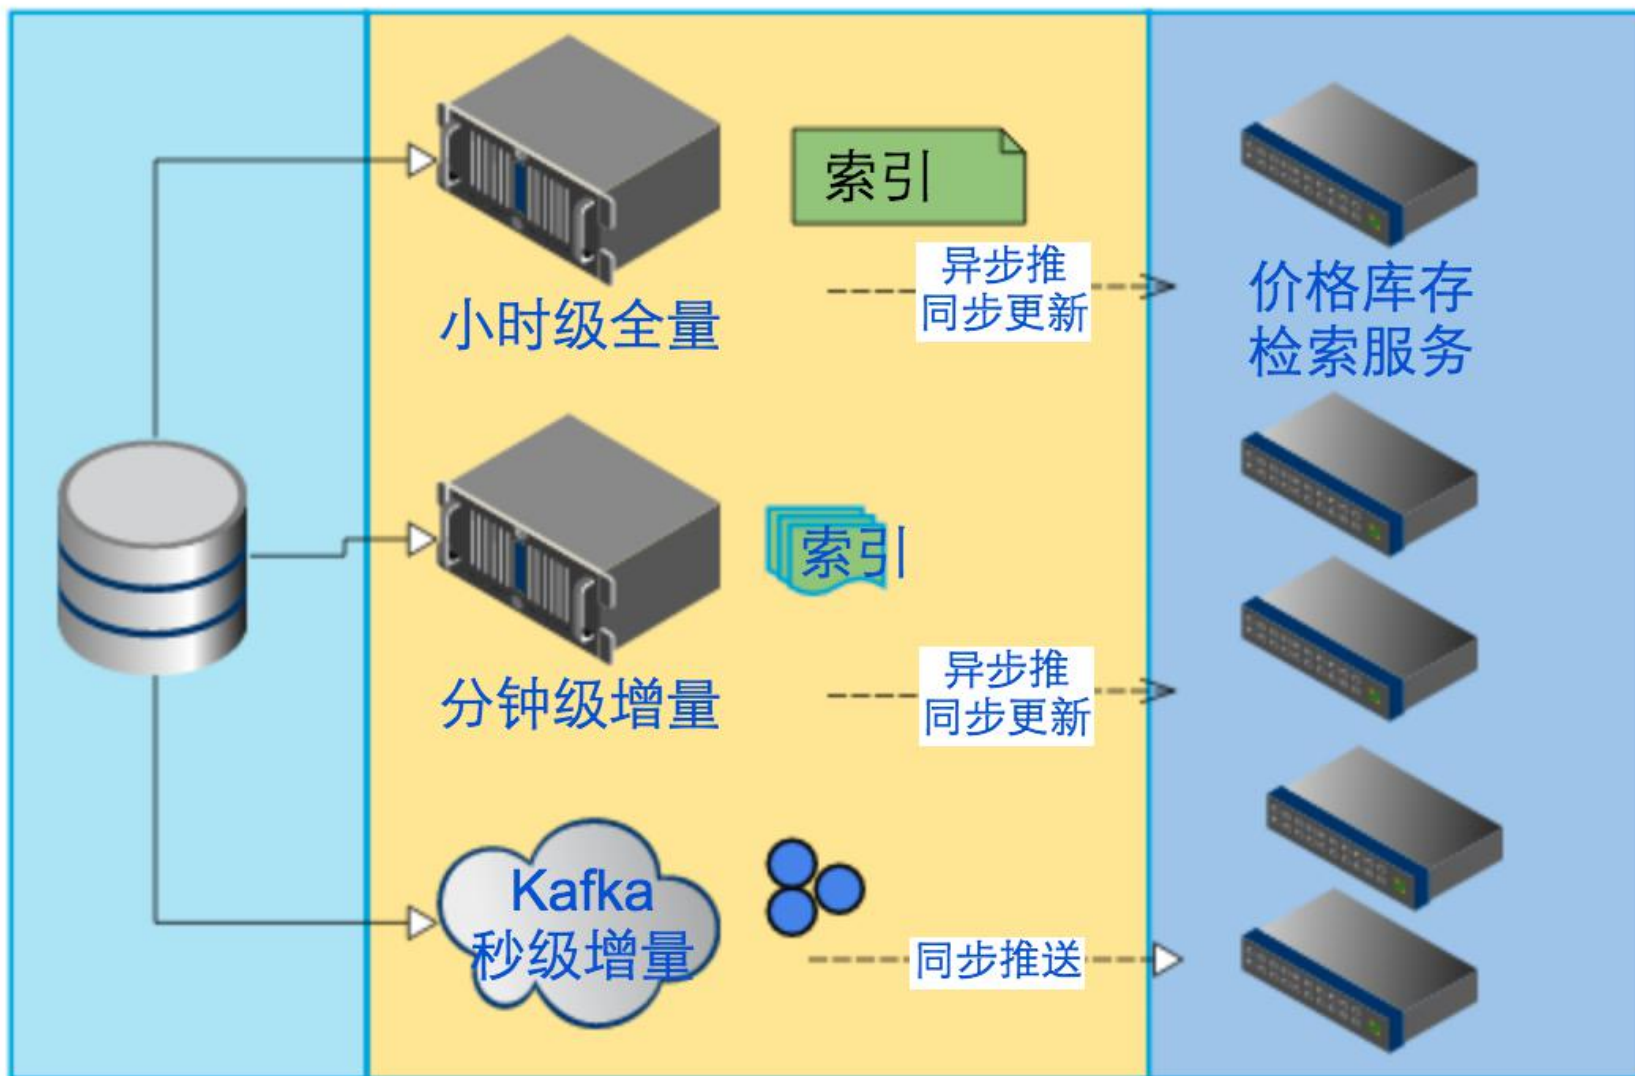 索引
异步推
同步更新
小时级全量
价格库存
检索服务
索引
异步推
同步更新
分钟级增量
Kafka
秒级增量
同步推送